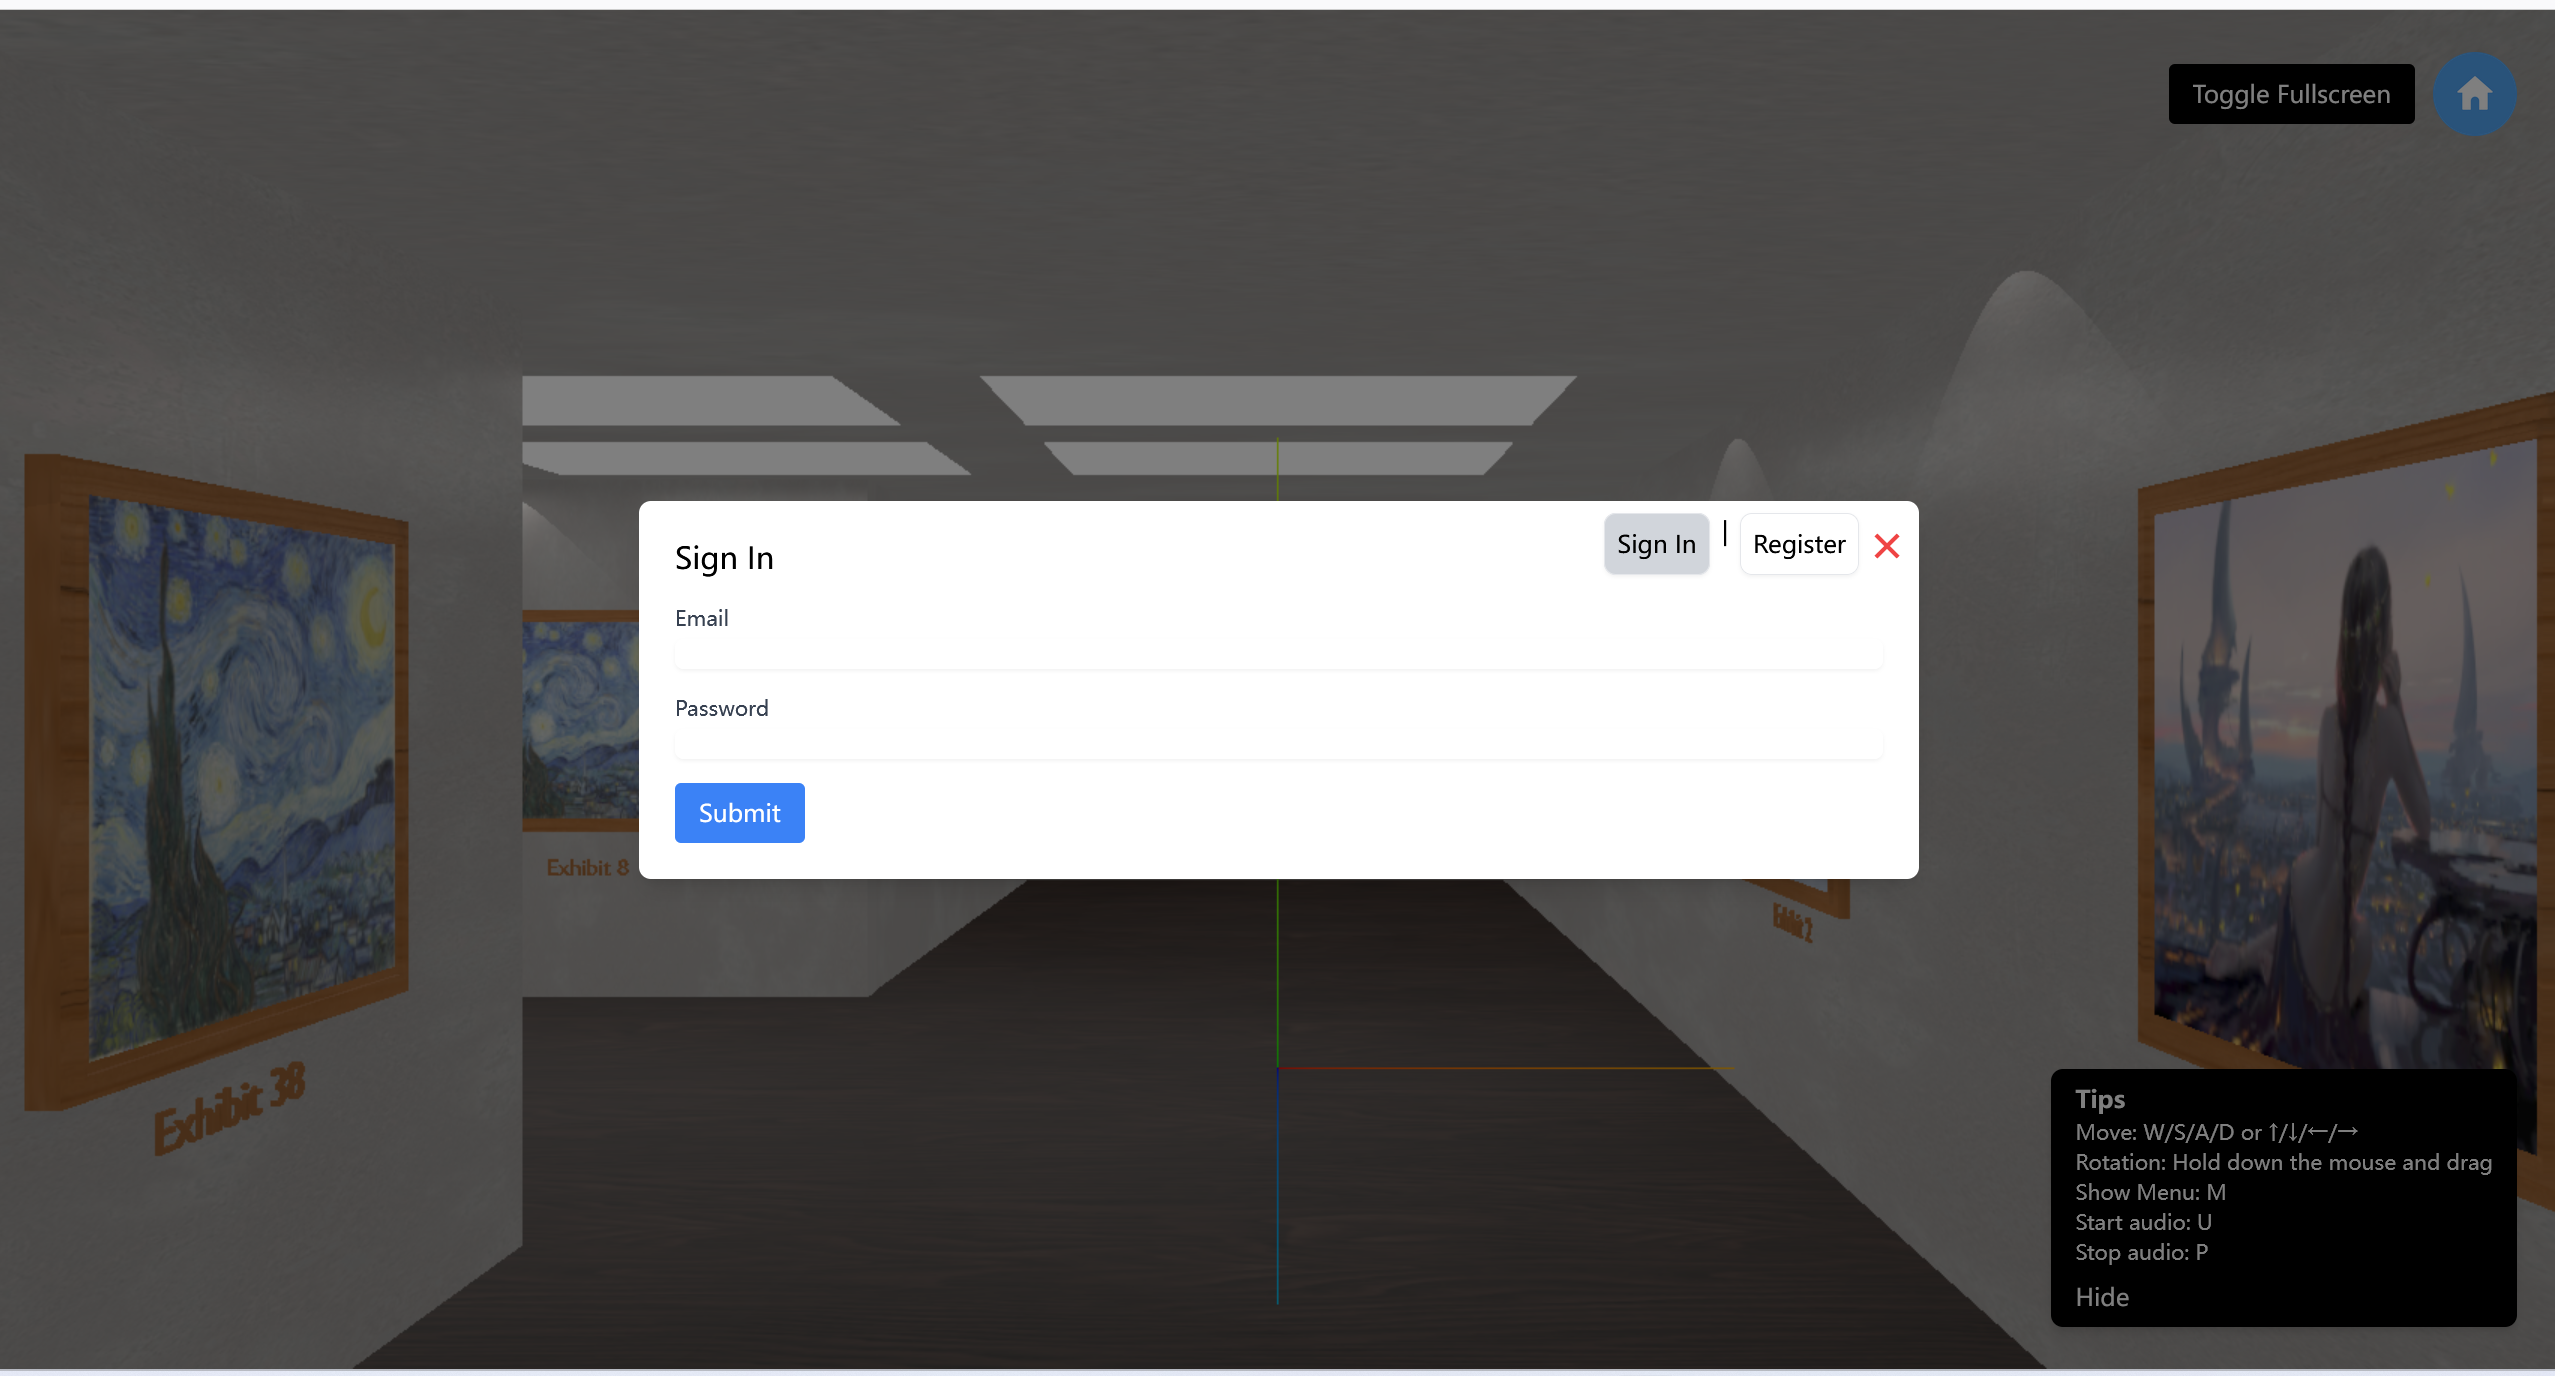 Toggle Fullscreen
Sign In | Register
Sign In
Email
Password
Submit
Exhibit 8
Exhibit 2
Exhibit 38
Tips
Move: W/S/A/D or ↑/↓/←/→
Rotation: Hold down the mouse and drag
Show Menu: M
Start audio: U
Stop audio: P
Hide